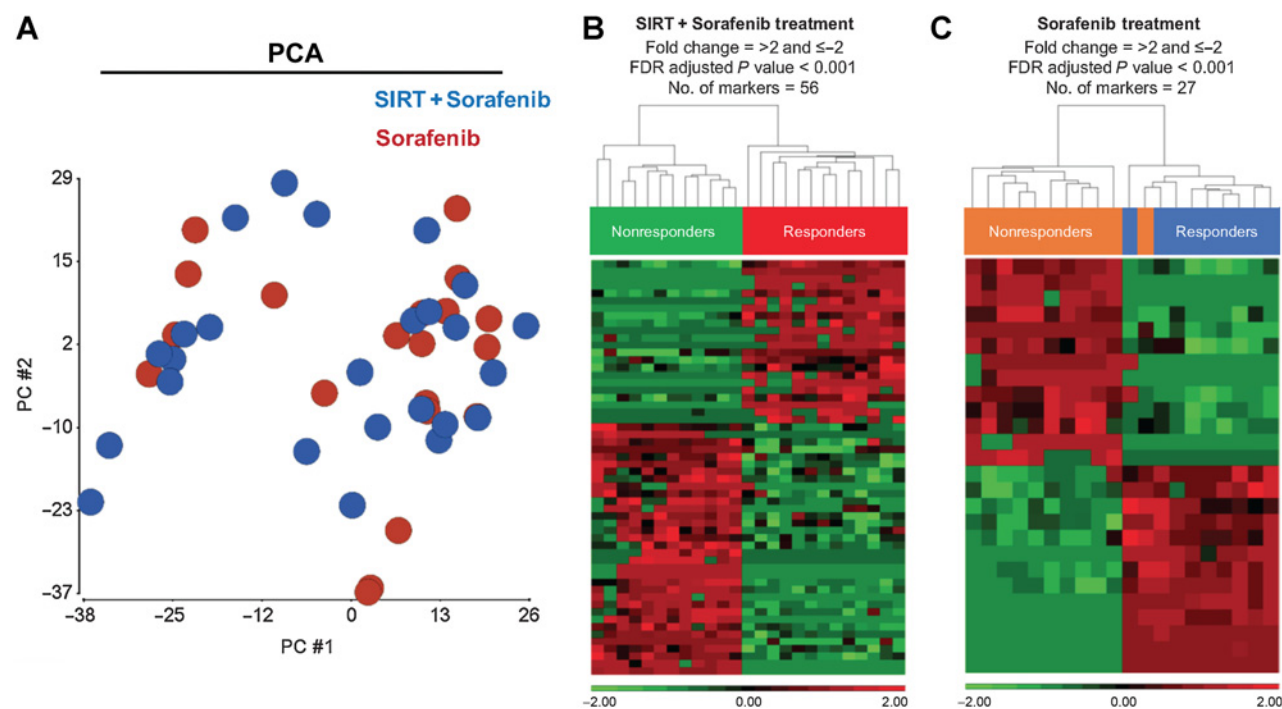 A
PCA
SIRT + Sorafenib
Sorafenib
29
15
2
−10
−23
−37
PC #2
−38
−25
−12
0
13
26
PC #1
B
SIRT + Sorafenib treatment
Fold change = >2 and ≤–2
FDR adjusted P value < 0.001
No. of markers = 56
Nonresponders
Responders
−2.00
0.00
2.00
C
Sorafenib treatment
Fold change = >2 and ≤–2
FDR adjusted P value < 0.001
No. of markers = 27
Nonresponders
Responders
−2.00
0.00
2.00